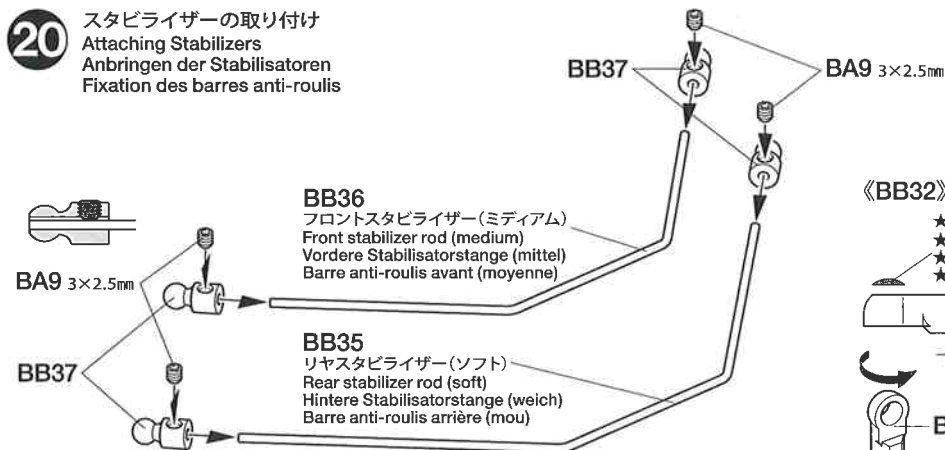 20
スタビライザーの取り付け
Attaching Stabilizers
Anbringen der Stabilisatoren
Fixation des barres anti-roulis
BB37
BA9 3×2.5mm
BB36
フロントスタビライザー(ミディアム)
Front stabilizer rod (medium)
Vordere Stabilisatorstange (mittel)
Barre anti-roulis avant (moyenne)
《BB32》
★
★
★
★
BA9 3×2.5mm
BB37
BB35
リヤスタビライザー(ソフト)
Rear stabilizer rod (soft)
Hintere Stabilisatorstange (weich)
Barre anti-roulis arrière (mou)